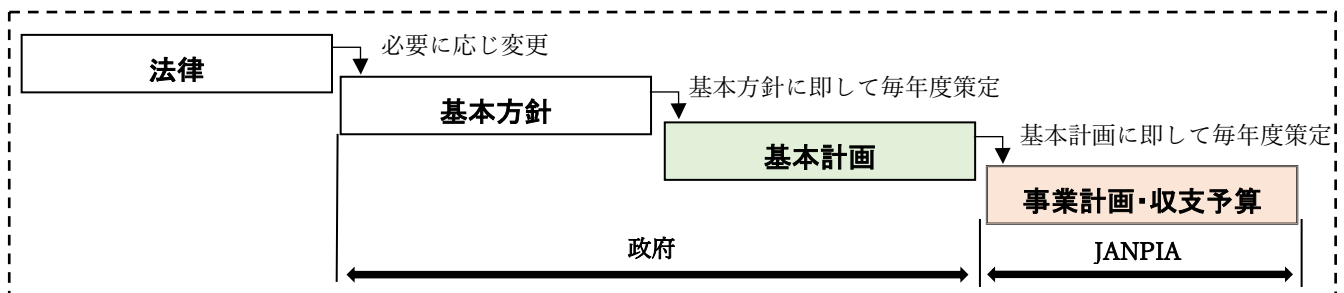 法律
必要に応じ変更
基本方針
基本方針に即して毎年度策定
基本計画
基本計画に即して毎年度策定
事業計画・収支予算
政府
JANPIA